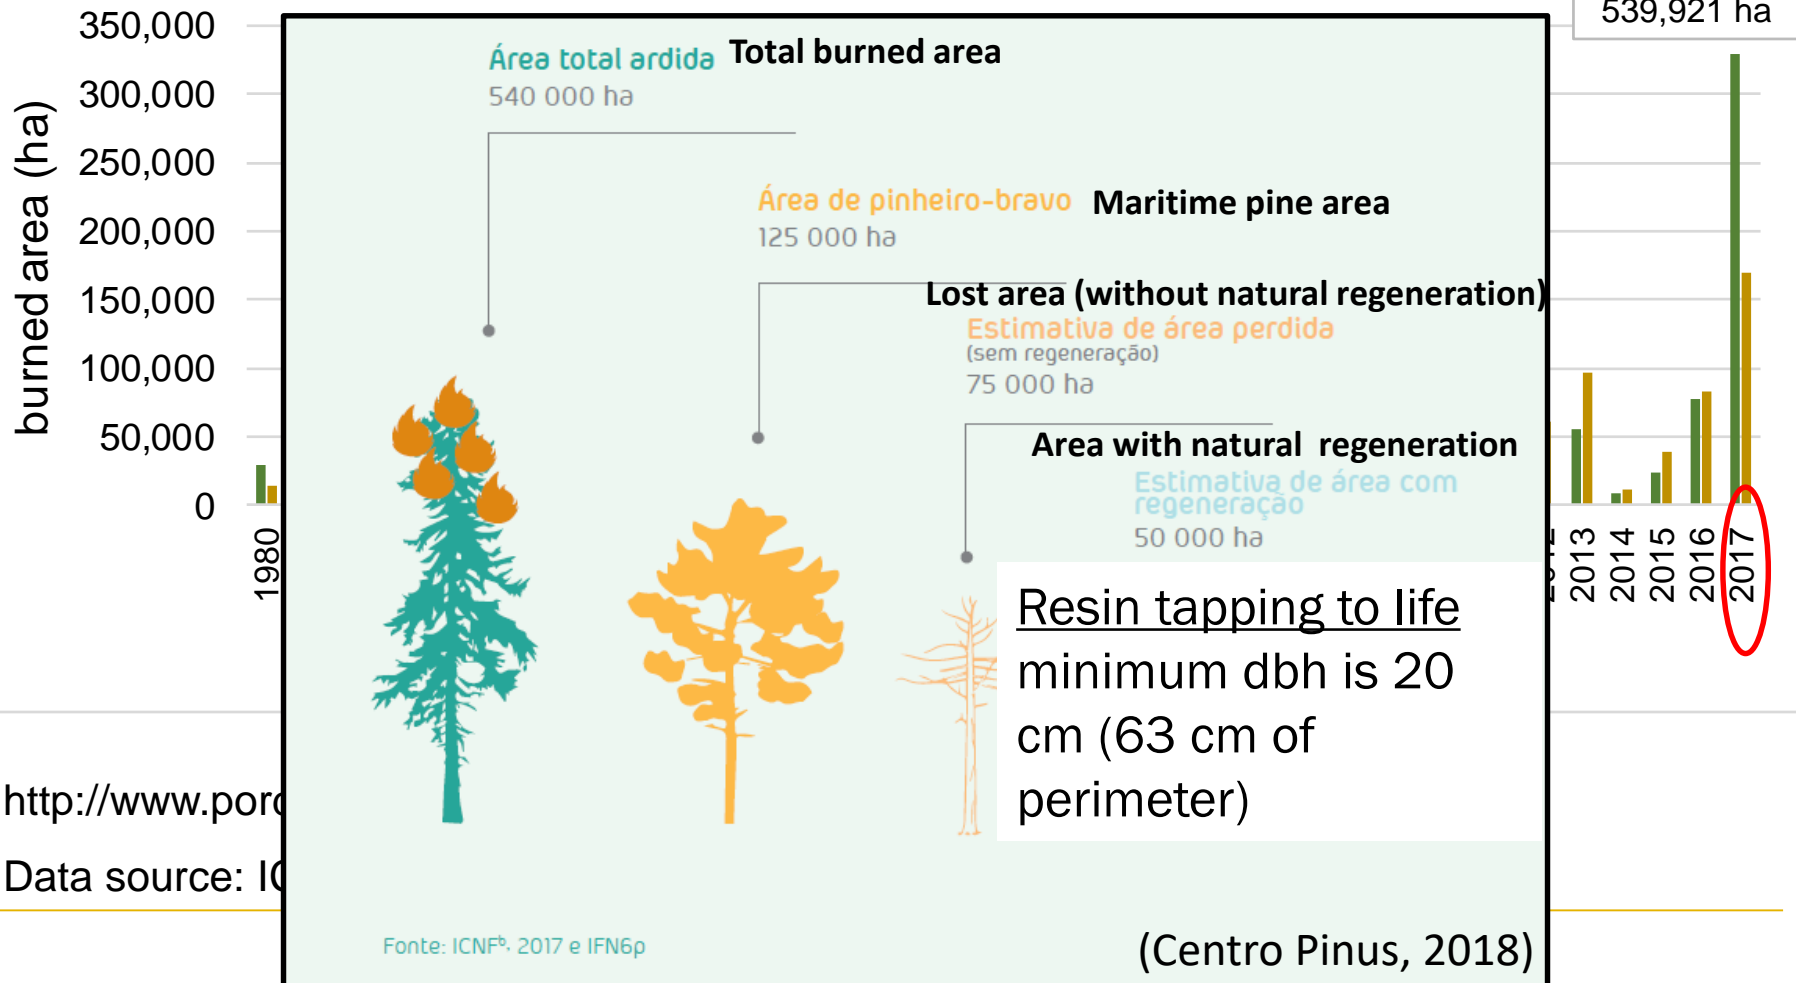 539,921 ha
350,000
300,000
250,000
200,000
150,000
100,000
50,000
0
burned area (ha)
1980
2013
2014
2015
2016
2017
Área total ardida Total burned area
540 000 ha
Área de pinheiro-bravo Maritime pine area
125 000 ha
Lost area (without natural regeneration)
Estimativa de área perdida
(sem regeneração)
75 000 ha
Area with natural regeneration
Estimativa de área com
regeneração
50 000 ha
Resin tapping to life
minimum dbh is 20
cm (63 cm of
perimeter)
http://www.por
Data source:
Fonte: ICNFᵇ, 2017 e IFN6p
(Centro Pinus, 2018)